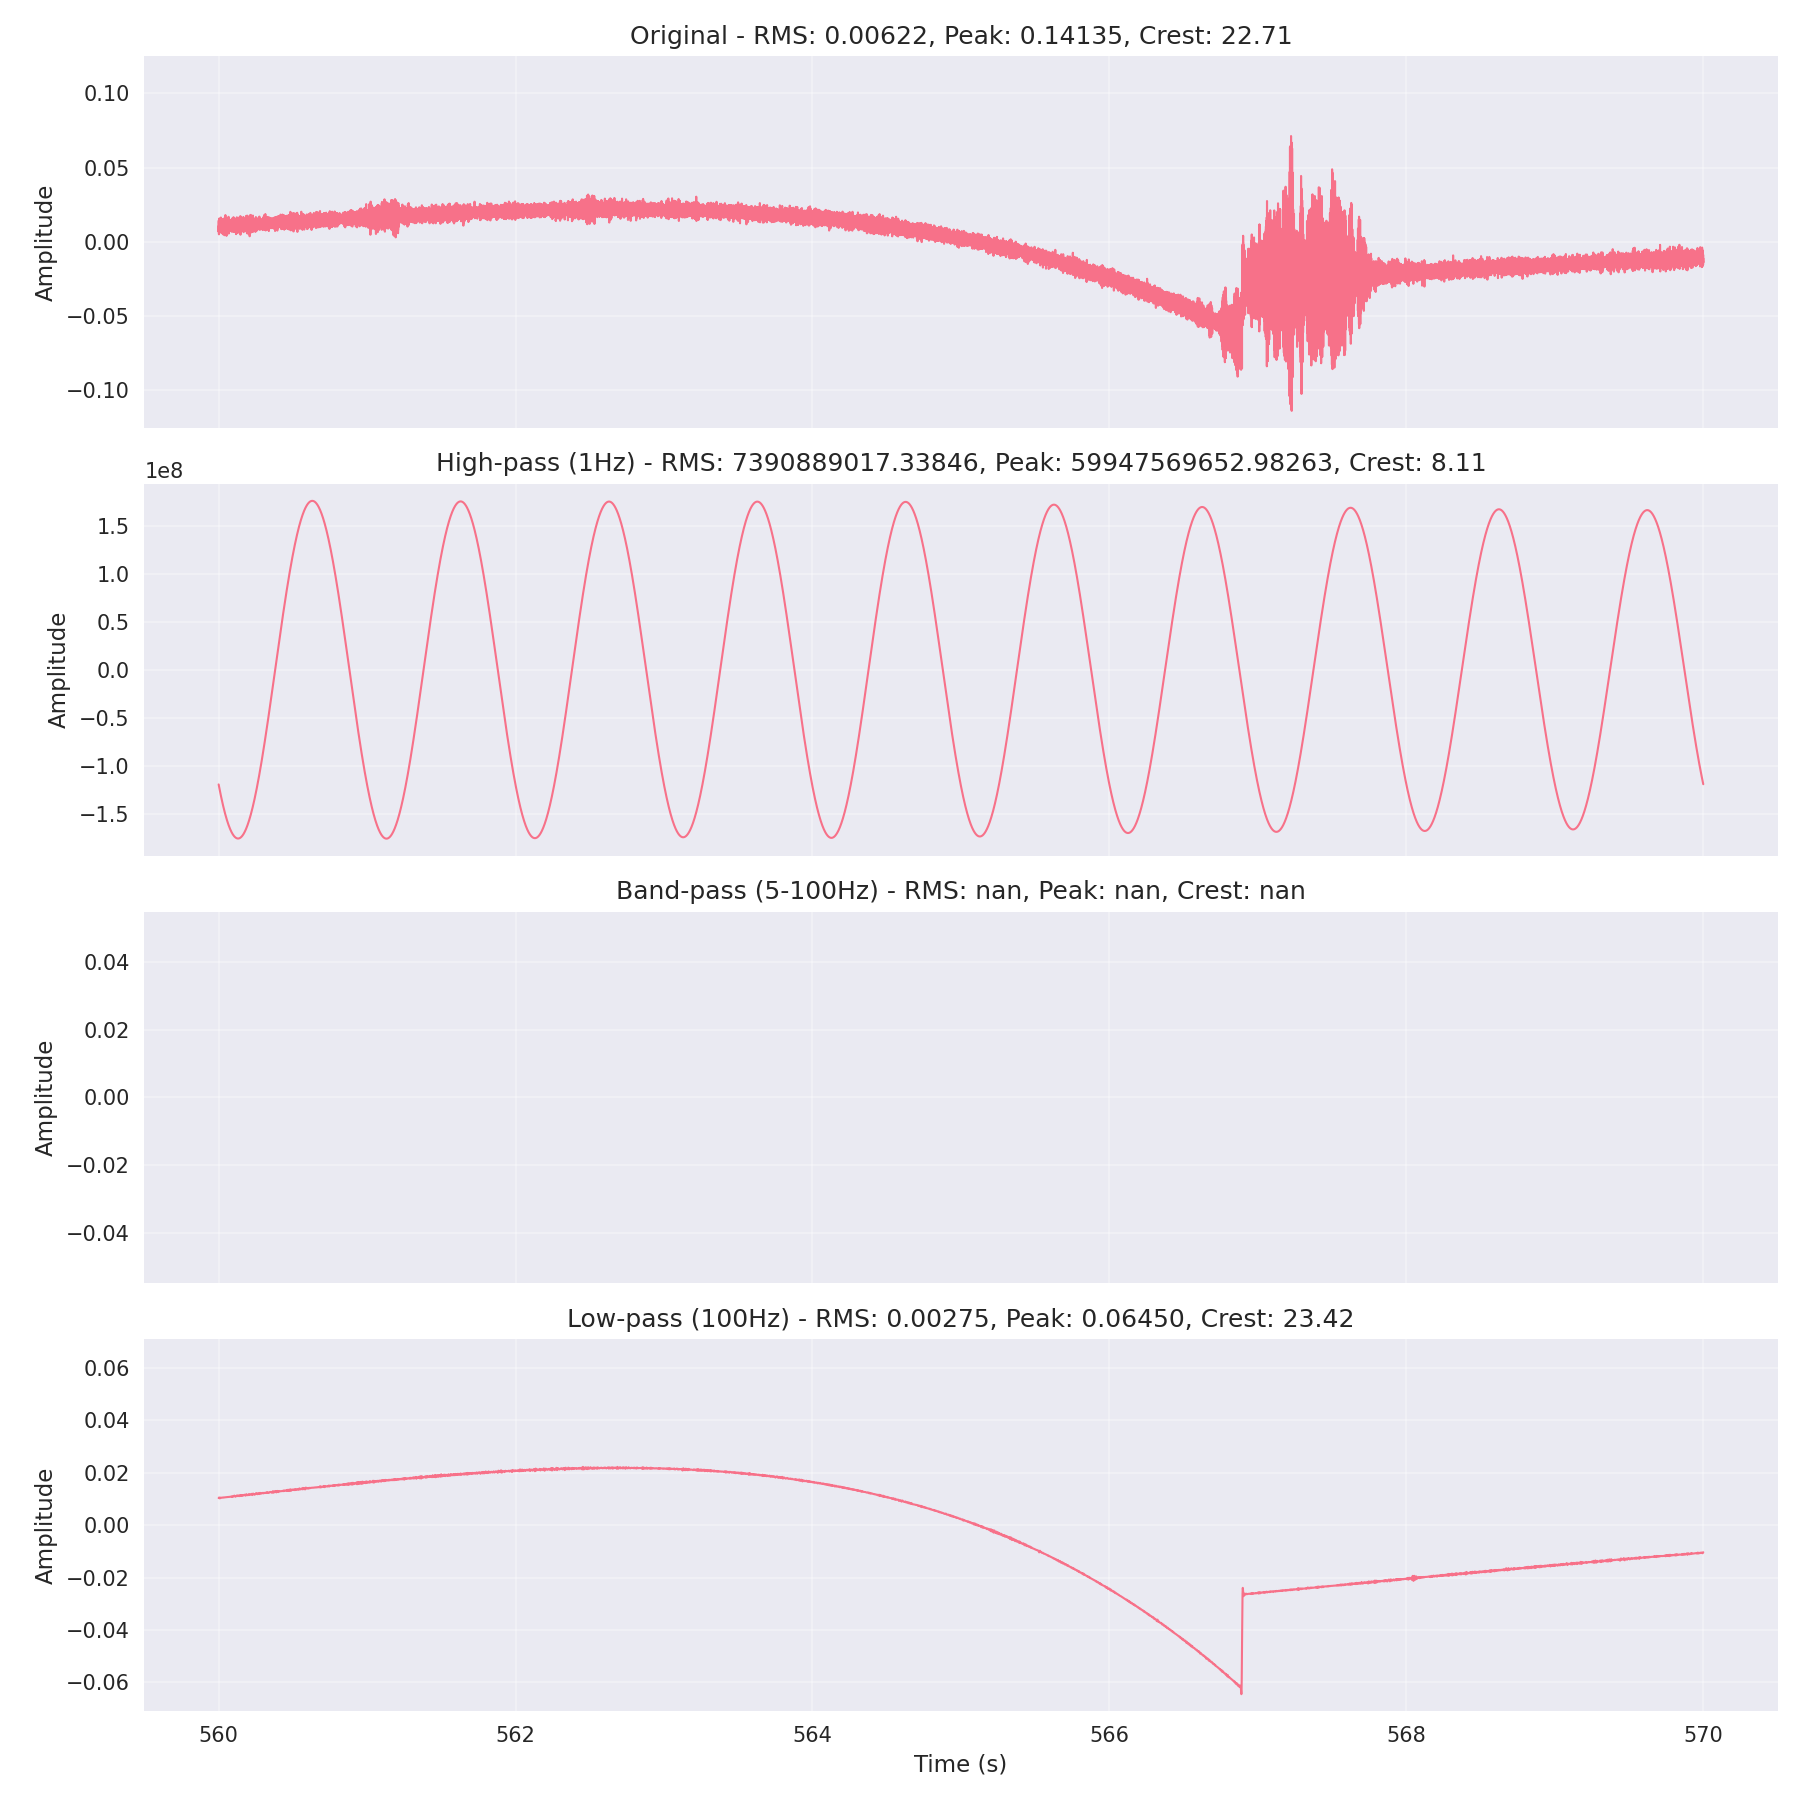 Original - RMS: 0.00622, Peak: 0.14135, Crest: 22.71
0.10
0.05
0.00
−0.05
−0.10
Amplitude
High-pass (1Hz) - RMS: 7390889017.33846, Peak: 59947569652.98263, Crest: 8.11
1e8
1.5
1.0
0.5
0.0
−0.5
−1.0
−1.5
Amplitude
Band-pass (5-100Hz) - RMS: nan, Peak: nan, Crest: nan
0.04
0.02
0.00
−0.02
−0.04
Amplitude
Low-pass (100Hz) - RMS: 0.00275, Peak: 0.06450, Crest: 23.42
0.06
0.04
0.02
0.00
−0.02
−0.04
−0.06
Amplitude
560 562 564 566 568 570
Time (s)